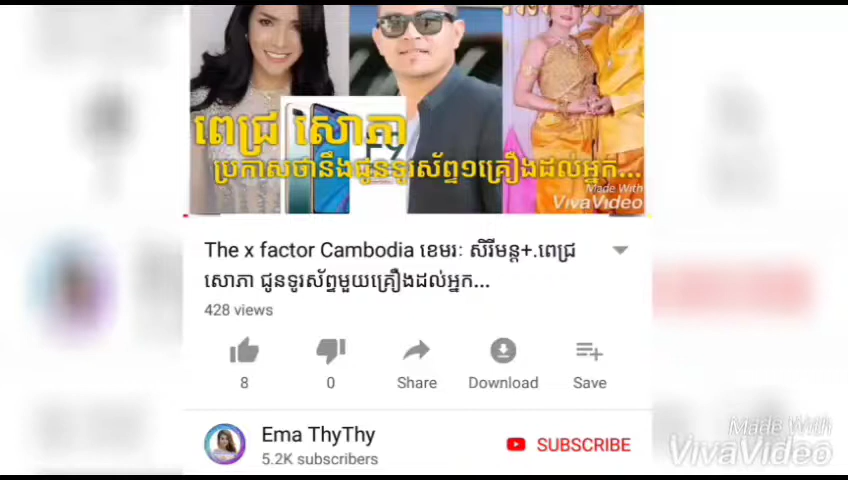 ពេជ្រ សោភា
F9
ប្រកាសថានឹងជូនទូរស័ព្ទ១គ្រឿងដល់អ្នក...
Made With
VivaVideo
The x factor Cambodia ខេមរៈ សិរីមន្ត+.ពេជ្រ
សោភា ជូនទូរស័ព្ទមួយគ្រឿងដល់អ្នក...
428 views
8
0
Share
Download
Save
Ema ThyThy
5.2K subscribers
SUBSCRIBE
Made With
VivaVideo